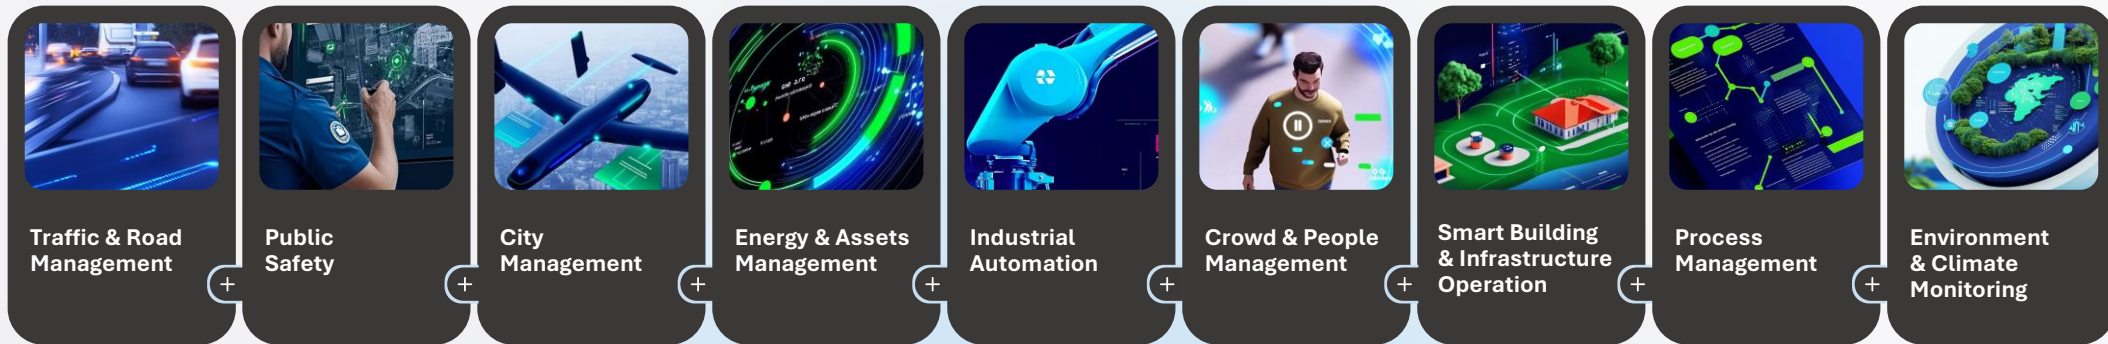 Traffic & Road
Management
+
Public
Safety
+
City
Management
+
Energy & Assets
Management
+
Industrial
Automation
+
Crowd & People
Management
+
Smart Building
& Infrastructure
Operation
+
Process
Management
+
Environment
& Climate
Monitoring